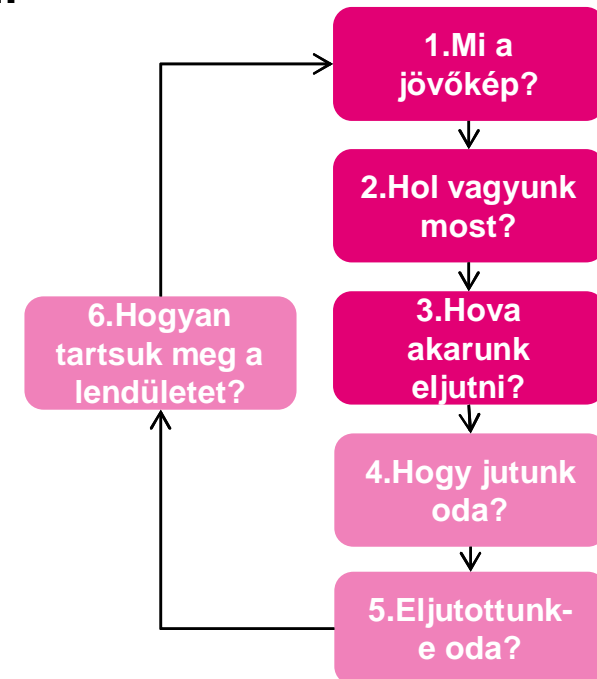 1.Mi a
jövőkép?
2.Hol vagyunk
most?
3.Hova
akarunk
eljutni?
6.Hogyan
tartsuk meg a
lendületet?
4.Hogy jutunk
oda?
5.Eljutottunk-
e oda?